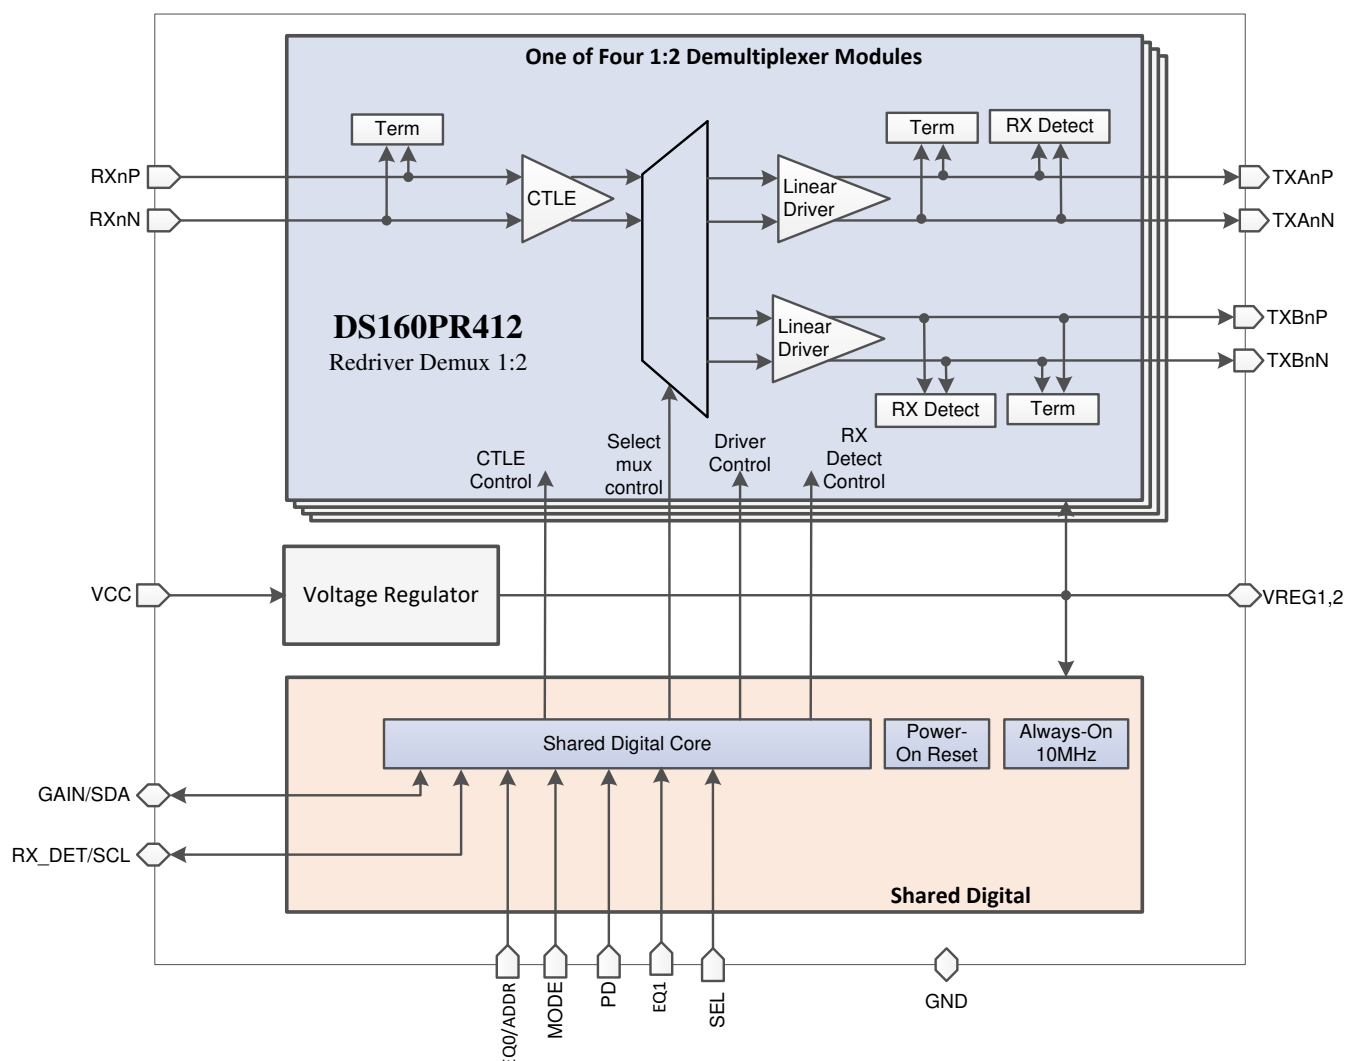 One of Four 1:2 Demultiplexer Modules
Term
Term
RX Detect
RXnP
CTLE
Linear
Driver
TXAnP
RXnN
TXAnN
DS160PR412
Redriver Demux 1:2
Linear
Driver
TXBnP
TXBnN
RX Detect
Term
CTLE
Control
Select
mux
control
Driver
Control
RX
Detect
Control
VCC
Voltage Regulator
VREG1,2
Shared Digital Core
Power-
On Reset
Always-On
10MHz
GAIN/SDA
RX_DET/SCL
Shared Digital
EQ0/ADDR
MODE
PD
EQ1
SEL
GND